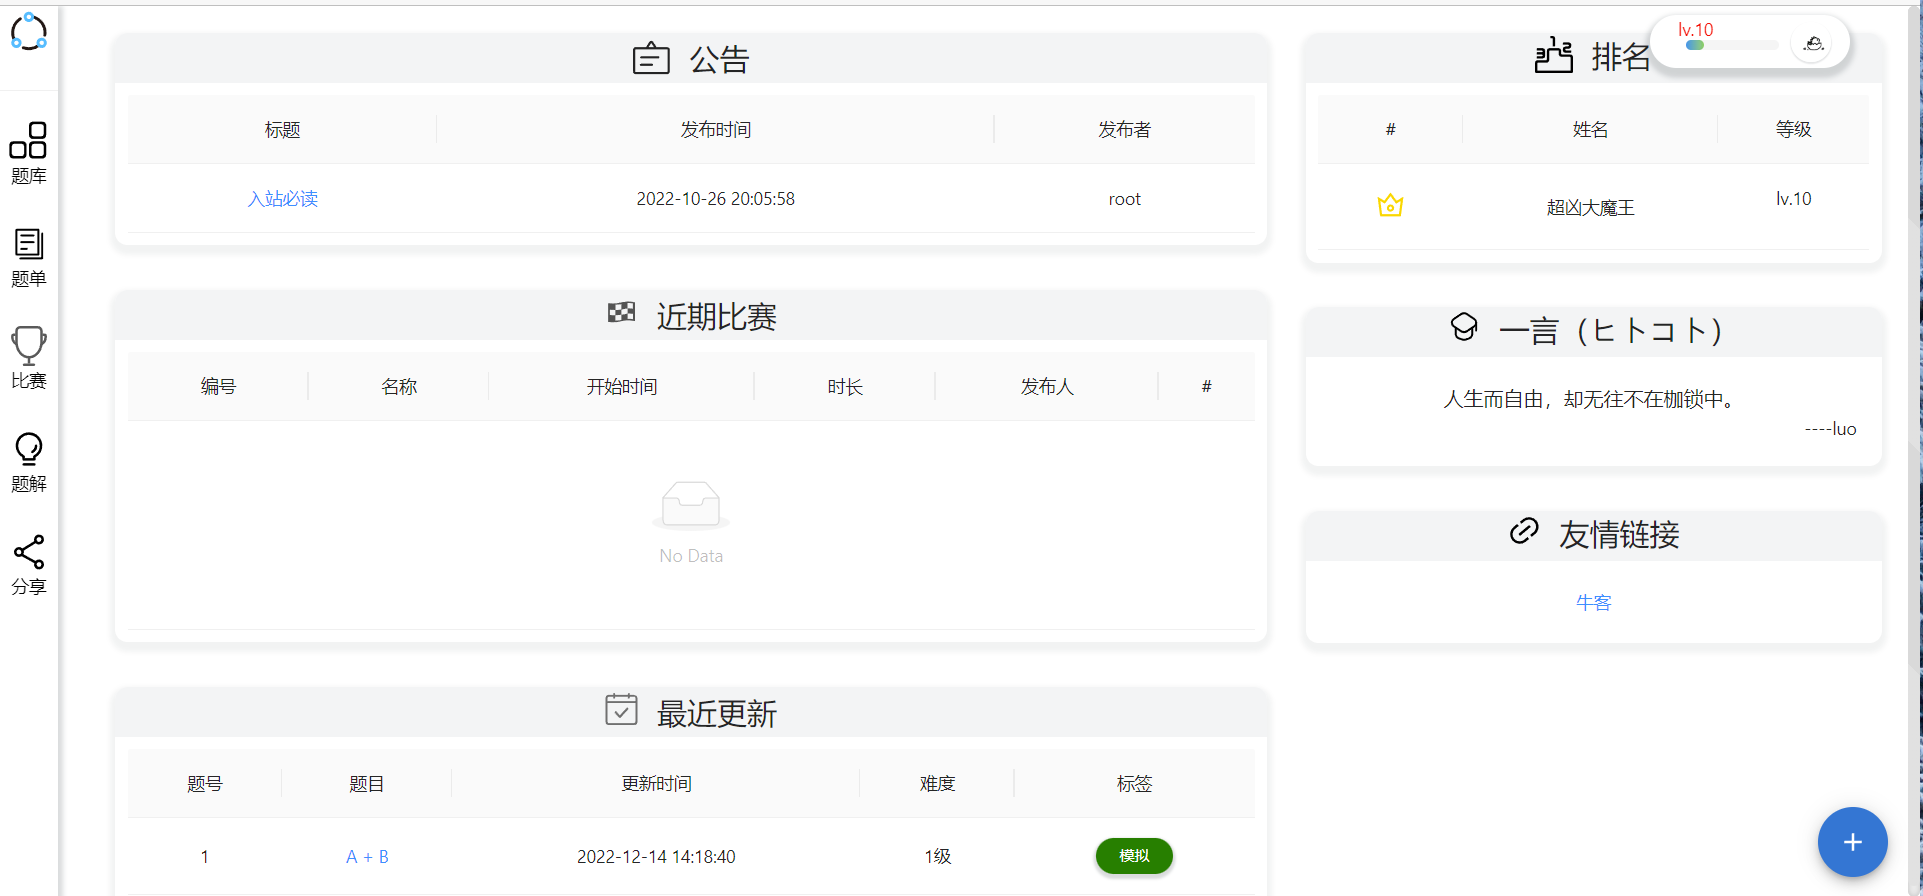 题库
题单
比赛
题解
分享
公告
标题 发布时间 发布者
入站必读 2022-10-26 20:05:58 root
近期比赛
编号 名称 开始时间 时长 发布人 #
No Data
最近更新
题号 题目 更新时间 难度 标签
1 A + B 2022-12-14 14:18:40 1级 模拟
lv.10
排名
# 姓名 等级
超凶大魔王 lv.10
一言（ヒトコト）
人生而自由，却无往不在枷锁中。
----luo
友情链接
牛客
+